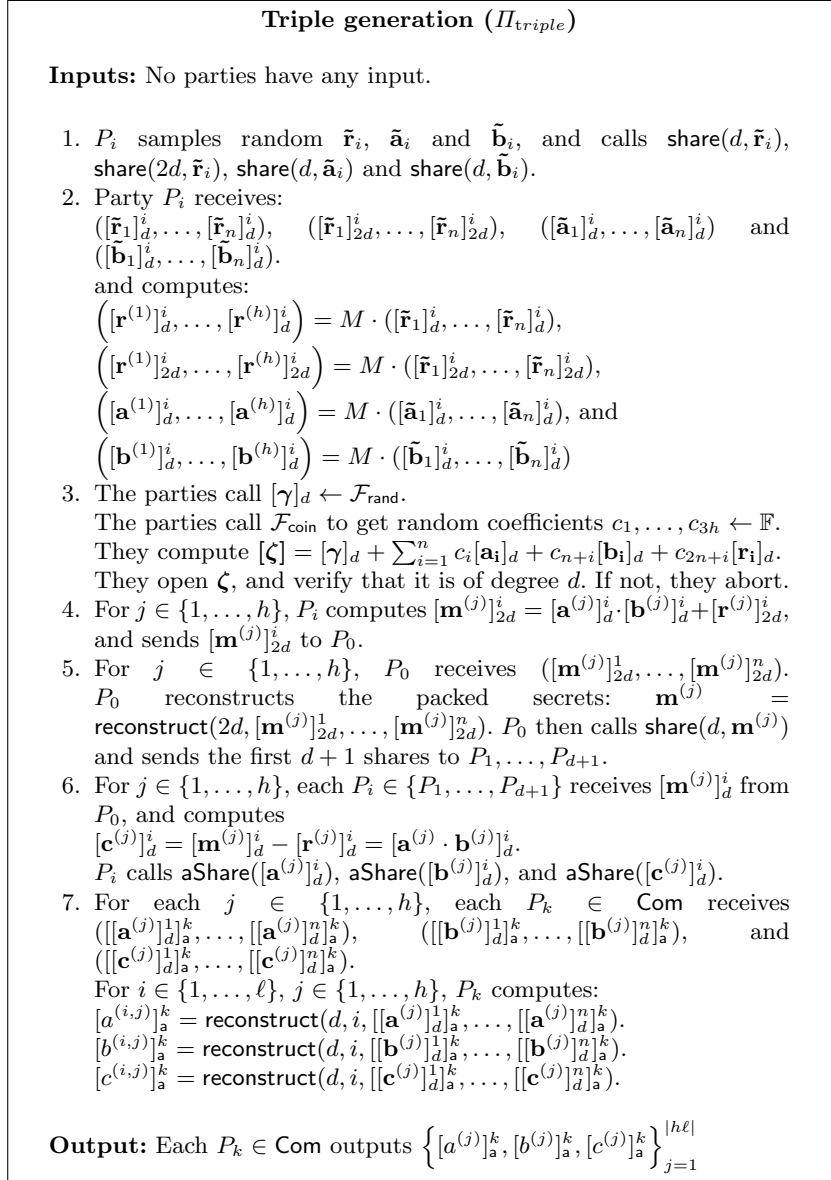 Triple generation (Π_triple)
Inputs: No parties have any input.
1. P_i samples random r̃_i, ã_i and b̃_i, and calls share(d, r̃_i),
share(2d, r̃_i), share(d, ã_i) and share(d, b̃_i).
2. Party P_i receives:
([r̃_1]^i_d, . . . , [r̃_n]^i_d), ([r̃_1]^i_{2d}, . . . , [r̃_n]^i_{2d}), ([ã_1]^i_d, . . . , [ã_n]^i_d) and
([b̃_1]^i_d, . . . , [b̃_n]^i_d).
and computes:
([r^{(1)}]^i_d, . . . , [r^{(h)}]^i_d) = M · ([r̃_1]^i_d, . . . , [r̃_n]^i_d),
([r^{(1)}]^i_{2d}, . . . , [r^{(h)}]^i_{2d}) = M · ([r̃_1]^i_{2d}, . . . , [r̃_n]^i_{2d}),
([a^{(1)}]^i_d, . . . , [a^{(h)}]^i_d) = M · ([ã_1]^i_d, . . . , [ã_n]^i_d), and
([b^{(1)}]^i_d, . . . , [b^{(h)}]^i_d) = M · ([b̃_1]^i_d, . . . , [b̃_n]^i_d)
3. The parties call [γ]_d ← F_rand.
The parties call F_coin to get random coefficients c_1, . . . , c_{3h} ← 𝔽.
They compute [ζ] = [γ]_d + ∑^n_{i=1} c_i[a_i]_d + c_{n+i}[b_i]_d + c_{2n+i}[r_i]_d.
They open ζ, and verify that it is of degree d. If not, they abort.
4. For j ∈ {1, . . . , h}, P_i computes [m^{(j)}]^i_{2d} = [a^{(j)}]^i_d·[b^{(j)}]^i_d+[r^{(j)}]^i_{2d},
and sends [m^{(j)}]^i_{2d} to P_0.
5. For j ∈ {1, . . . , h}, P_0 receives ([m^{(j)}]^1_{2d}, . . . , [m^{(j)}]^n_{2d}).
P_0 reconstructs the packed secrets: m^{(j)} =
reconstruct(2d, [m^{(j)}]^1_{2d}, . . . , [m^{(j)}]^n_{2d}). P_0 then calls share(d, m^{(j)})
and sends the first d + 1 shares to P_1, . . . , P_{d+1}.
6. For j ∈ {1, . . . , h}, each P_i ∈ {P_1, . . . , P_{d+1}} receives [m^{(j)}]^i_d from
P_0, and computes
[c^{(j)}]^i_d = [m^{(j)}]^i_d − [r^{(j)}]^i_d = [a^{(j)} · b^{(j)}]^i_d.
P_i calls aShare([a^{(j)}]^i_d), aShare([b^{(j)}]^i_d), and aShare([c^{(j)}]^i_d).
7. For each j ∈ {1, . . . , h}, each P_k ∈ Com receives
([[a^{(j)}]^1_d]^k_a, . . . , [[a^{(j)}]^n_d]^k_a), ([[b^{(j)}]^1_d]^k_a, . . . , [[b^{(j)}]^n_d]^k_a), and
([[c^{(j)}]^1_d]^k_a, . . . , [[c^{(j)}]^n_d]^k_a).
For i ∈ {1, . . . , ℓ}, j ∈ {1, . . . , h}, P_k computes:
[a^{(i,j)}]^k_a = reconstruct(d, i, [[a^{(j)}]^1_d]^k_a, . . . , [[a^{(j)}]^n_d]^k_a).
[b^{(i,j)}]^k_a = reconstruct(d, i, [[b^{(j)}]^1_d]^k_a, . . . , [[b^{(j)}]^n_d]^k_a).
[c^{(i,j)}]^k_a = reconstruct(d, i, [[c^{(j)}]^1_d]^k_a, . . . , [[c^{(j)}]^n_d]^k_a).
Output: Each P_k ∈ Com outputs {[a^{(j)}]^k_a, [b^{(j)}]^k_a, [c^{(j)}]^k_a}^{|hℓ|}_{j=1}